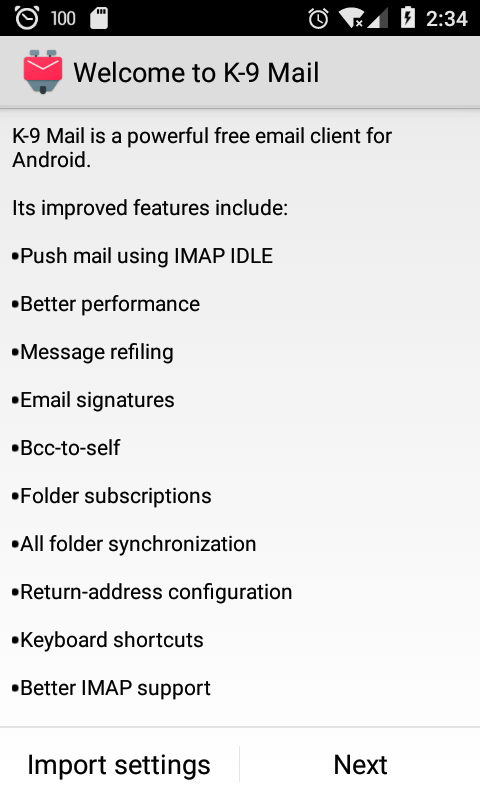 100 2:34
Welcome to K-9 Mail
K-9 Mail is a powerful free email client for
Android.
Its improved features include:
•Push mail using IMAP IDLE
•Better performance
•Message refiling
•Email signatures
•Bcc-to-self
•Folder subscriptions
•All folder synchronization
•Return-address configuration
•Keyboard shortcuts
•Better IMAP support
Import settings Next